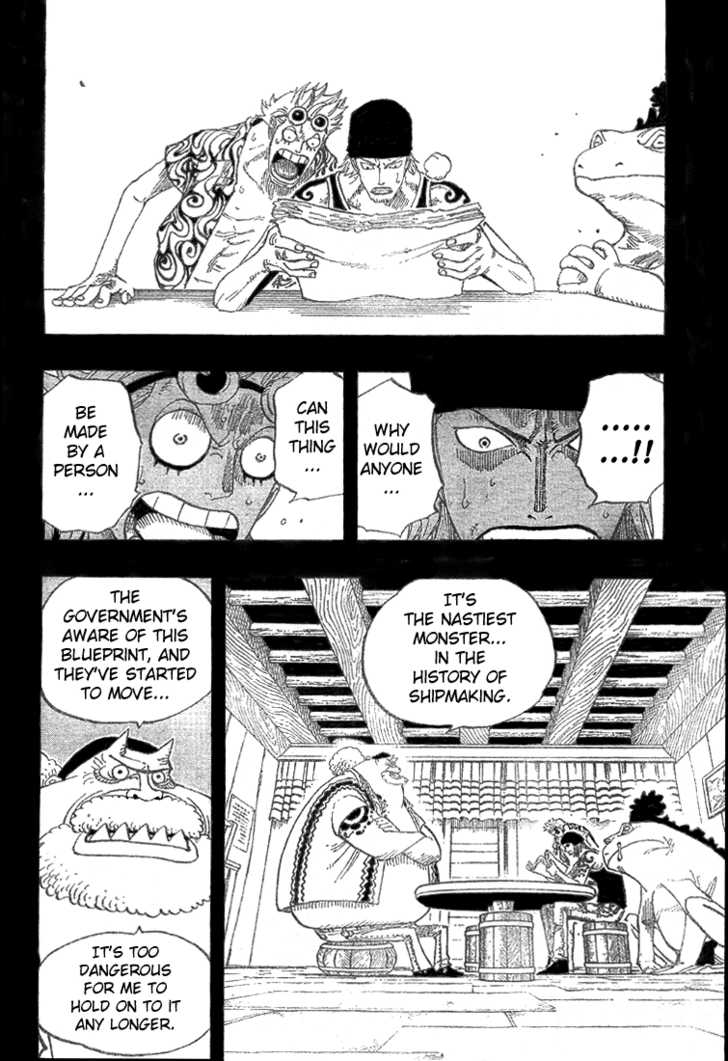 .....
...!!
WHY
WOULD
ANYONE
...
CAN
THIS
THING
...
BE
MADE
BY A
PERSON
...
IT'S
THE NASTIEST
MONSTER...
IN THE
HISTORY OF
SHIPMAKING.
THE
GOVERNMENT'S
AWARE OF THIS
BLUEPRINT, AND
THEY'VE STARTED
TO MOVE...
IT'S TOO
DANGEROUS
FOR ME TO
HOLD ON TO IT
ANY LONGER.